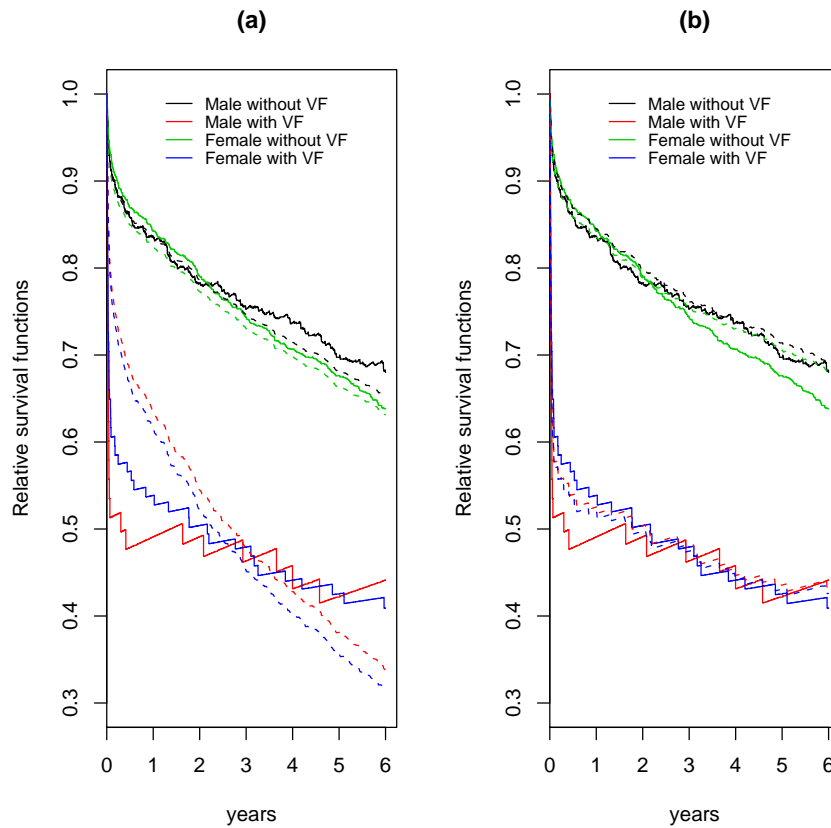 (a)
Relative survival functions
1.0
0.9
0.8
0.7
0.6
0.5
0.4
0.3
Male without VF
Male with VF
Female without VF
Female with VF
0 1 2 3 4 5 6
years
(b)
Relative survival functions
1.0
0.9
0.8
0.7
0.6
0.5
0.4
0.3
Male without VF
Male with VF
Female without VF
Female with VF
0 1 2 3 4 5 6
years